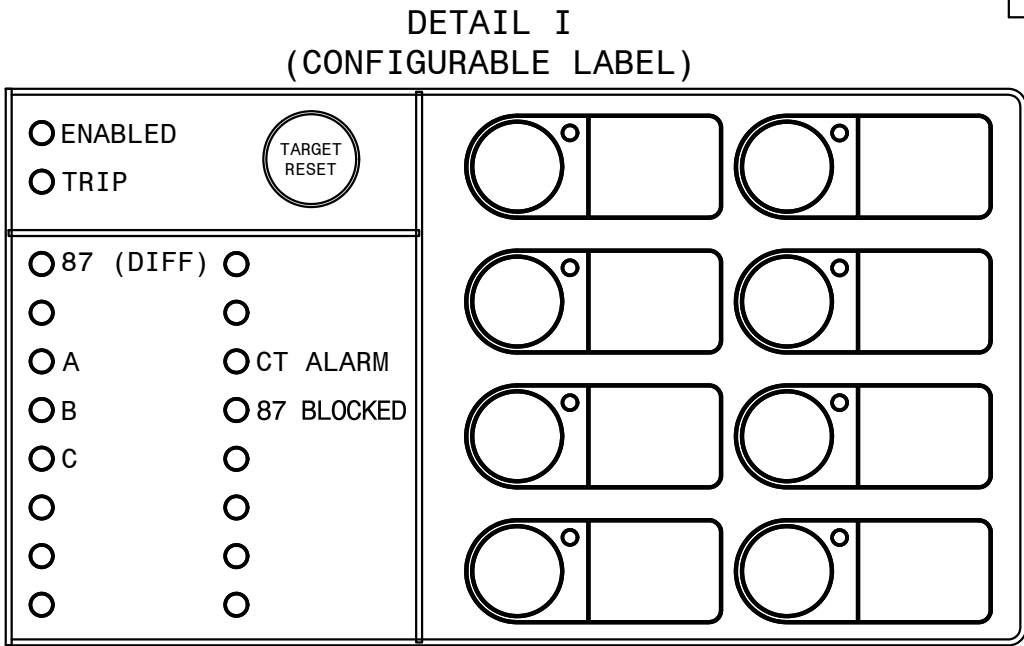 DETAIL I
(CONFIGURABLE LABEL)
ENABLED
TRIP
TARGET
RESET
87 (DIFF)
A
CT ALARM
B
87 BLOCKED
C